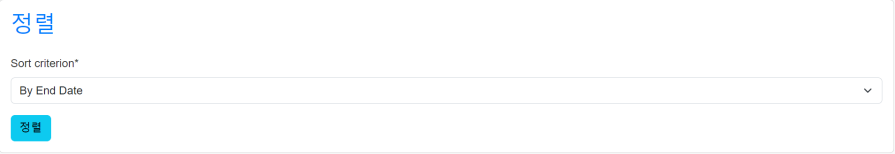 정렬
Sort criterion*
By End Date
정렬